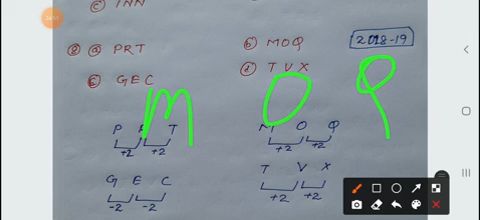 ⓒ INN
⑧ ⓐ PRT
ⓑ MOQ
2018-19
ⓒ GEC
ⓓ TVX
M O Q
P R T
+2 +2
M O Q
+2 +2
G E C
-2 -2
T V X
+2 +2